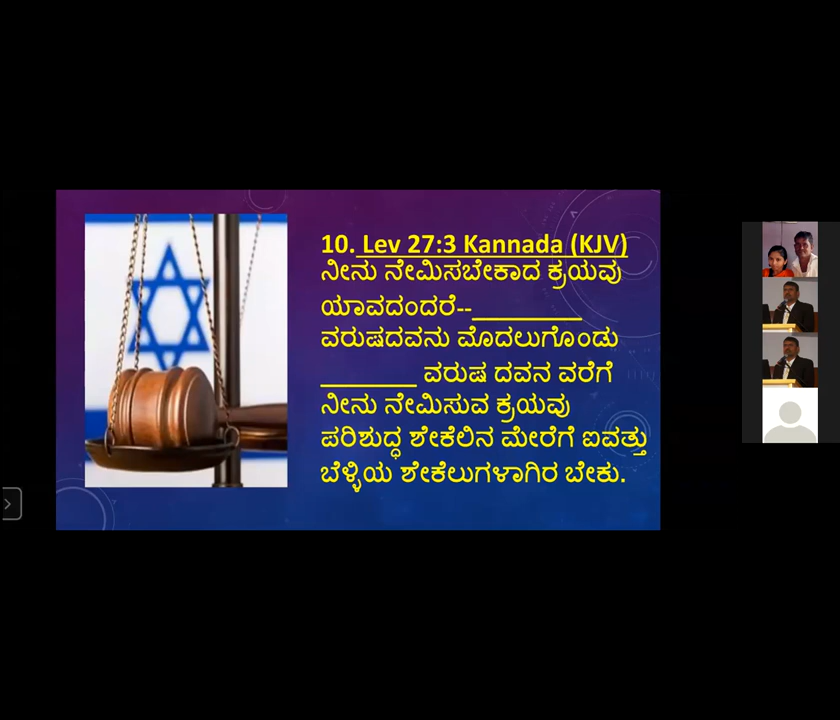 10. Lev 27:3 Kannada (KJV)
ನೀನು ನೇಮಿಸಬೇಕಾದ ಕ್ರಯವು
ಯಾವದಂದರೆ--_________
ವರುಷದವನು ಮೊದಲುಗೊಂಡು
________ ವರುಷ ದವನ ವರೆಗೆ
ನೀನು ನೇಮಿಸುವ ಕ್ರಯವು
ಪರಿಶುದ್ಧ ಶೇಕೆಲಿನ ಮೇರೆಗೆ ಐವತ್ತು
ಬೆಳ್ಳಿಯ ಶೇಕೆಲುಗಳಾಗಿರ ಬೇಕು.